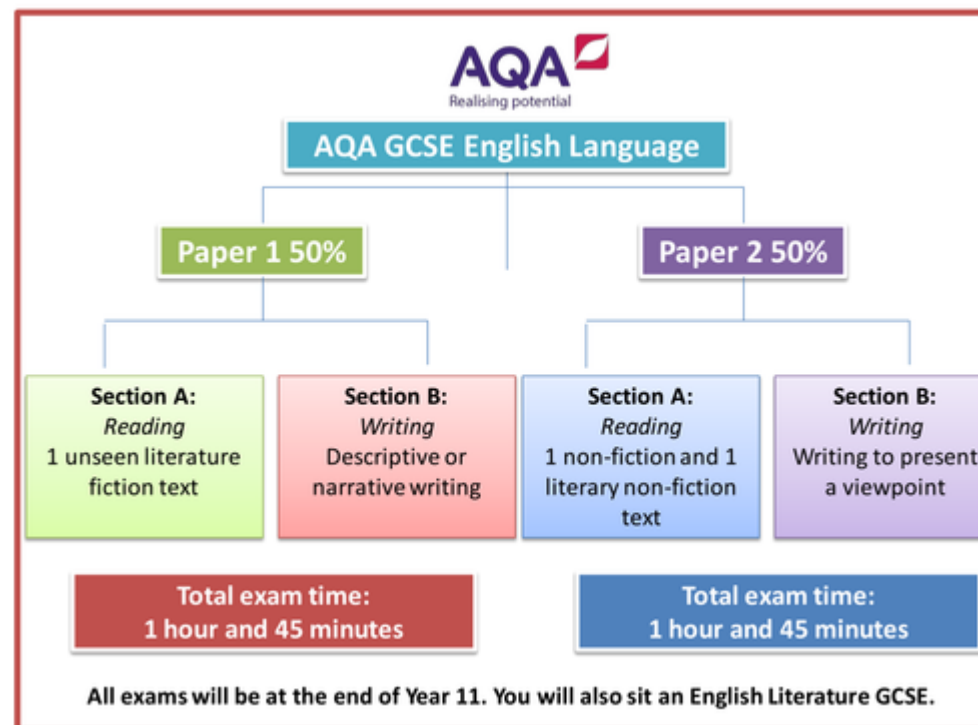 AQA
Realising potential
AQA GCSE English Language
Paper 1 50%
Paper 2 50%
Section A:
Reading
1 unseen literature
fiction text
Section B:
Writing
Descriptive or
narrative writing
Section A:
Reading
1 non-fiction and 1
literary non-fiction
text
Section B:
Writing
Writing to present
a viewpoint
Total exam time:
1 hour and 45 minutes
Total exam time:
1 hour and 45 minutes
All exams will be at the end of Year 11. You will also sit an English Literature GCSE.